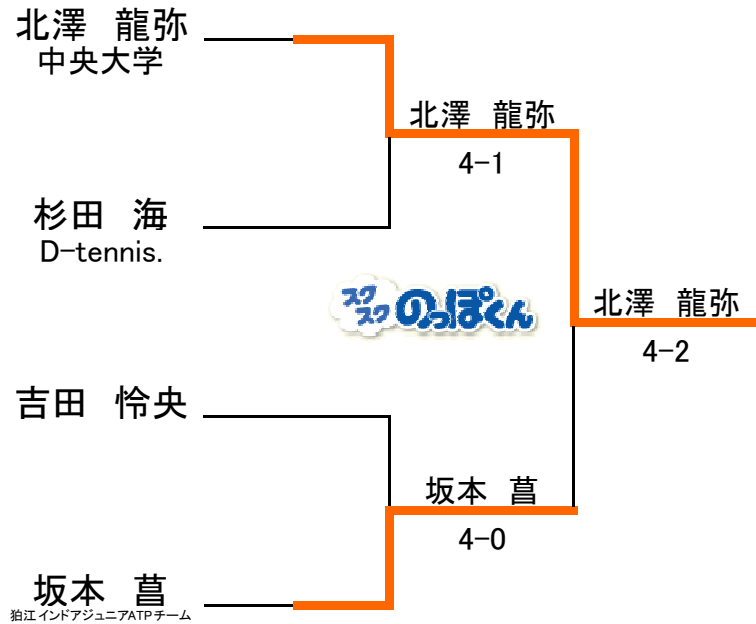 北澤　龍弥
中央大学
北澤　龍弥
4-1
杉田　海
D-tennis.
スク
スク のっぽくん
北澤　龍弥
4-2
吉田　怜央
坂本　菖
4-0
坂本　菖
狛江インドアジュニアATPチーム